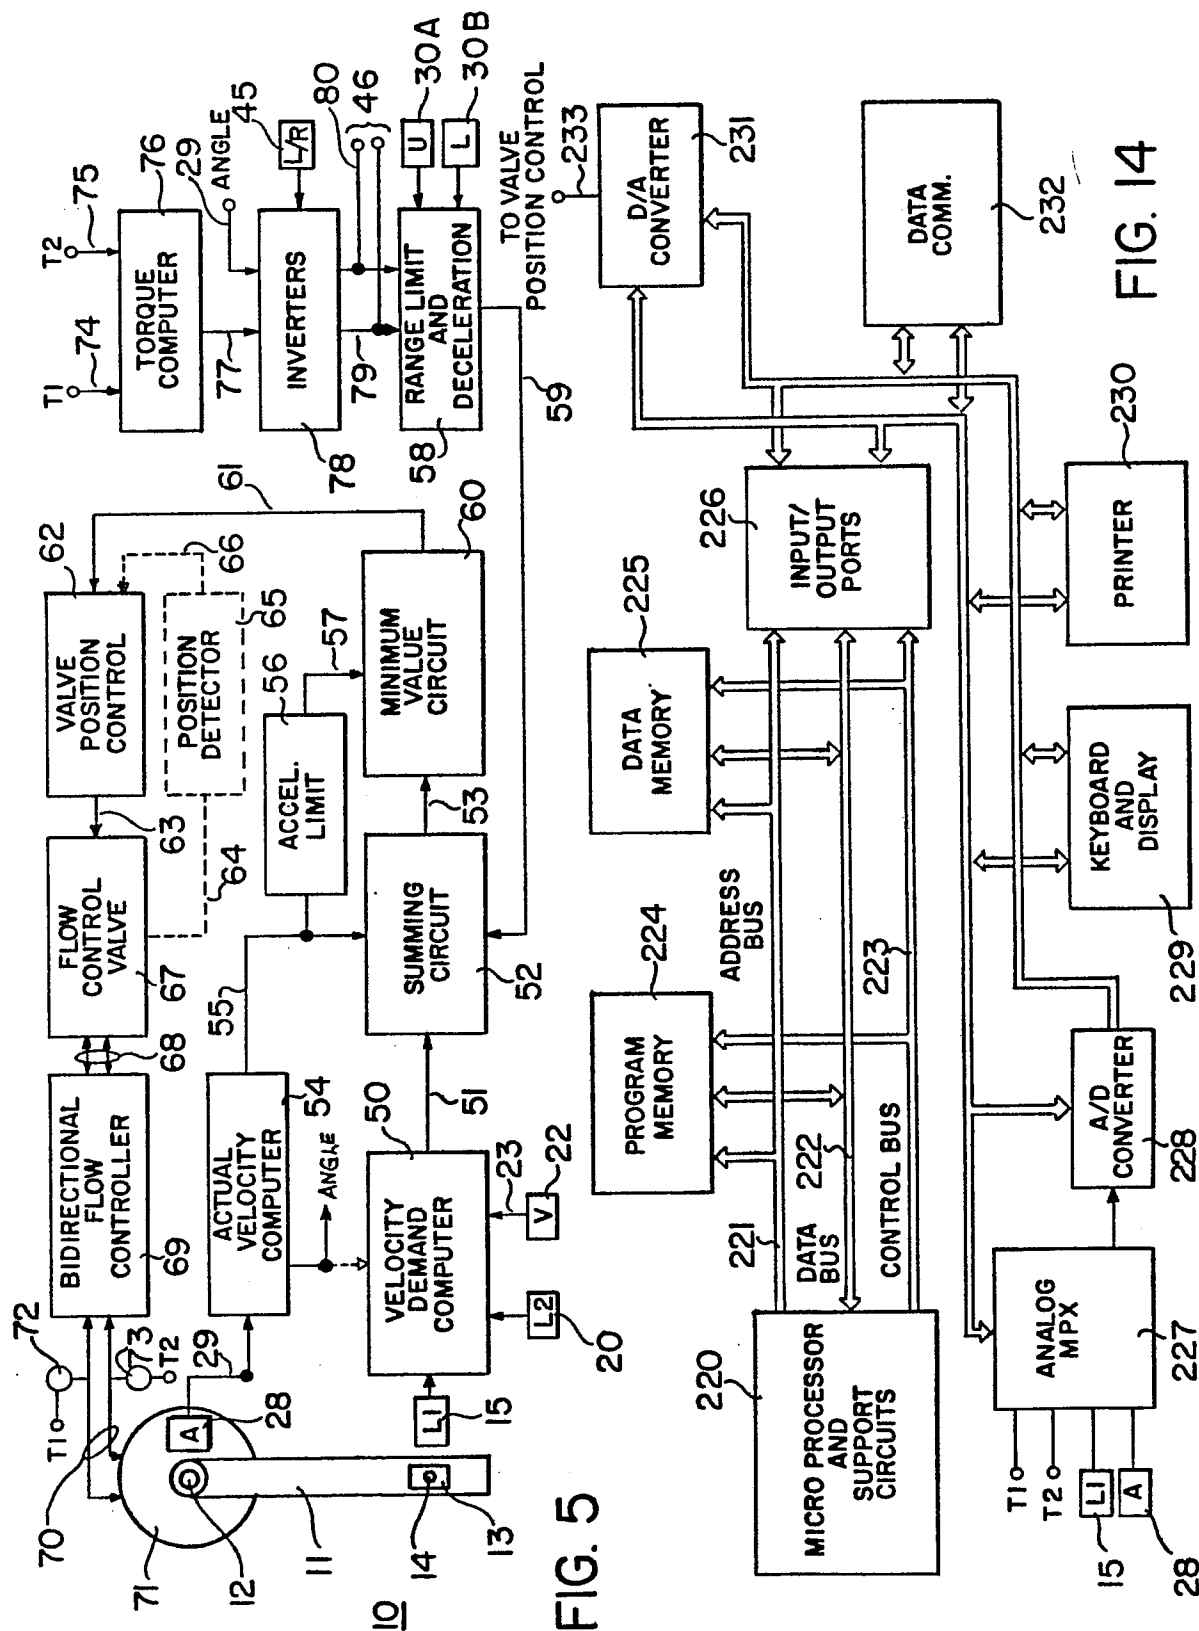 T1
72
70
73
T2
71
A
28
29
12
11
14
13
10
FIG. 5
BIDIRECTIONAL
FLOW
CONTROLLER
69
68
FLOW
CONTROL
VALVE
67
63
VALVE
POSITION
CONTROL
62
61
66
POSITION
DETECTOR
65
64
ACTUAL
VELOCITY
COMPUTER
54
55
ANGLE
ACCEL.
LIMIT
56
57
VELOCITY
DEMAND
COMPUTER
50
51
L1
15
L2
20
23
V
22
SUMMING
CIRCUIT
52
53
MINIMUM
VALUE
CIRCUIT
60
59
T1
74
T2
75
TORQUE
COMPUTER
76
77
29
ANGLE
L/R
45
INVERTERS
78
79
80
46
RANGE LIMIT
AND
DECELERATION
58
U
30A
L
30B
TO VALVE
POSITION CONTROL
233
D/A
CONVERTER
231
DATA
COMM.
232
FIG. 14
MICRO PROCESSOR
AND
SUPPORT
CIRCUITS
220
221
DATA
BUS
222
CONTROL BUS
223
ADDRESS
BUS
PROGRAM
MEMORY
224
DATA
MEMORY
225
INPUT/
OUTPUT
PORTS
226
T1
T2
L1
15
A
28
ANALOG
MPX
227
A/D
CONVERTER
228
KEYBOARD
AND
DISPLAY
229
PRINTER
230